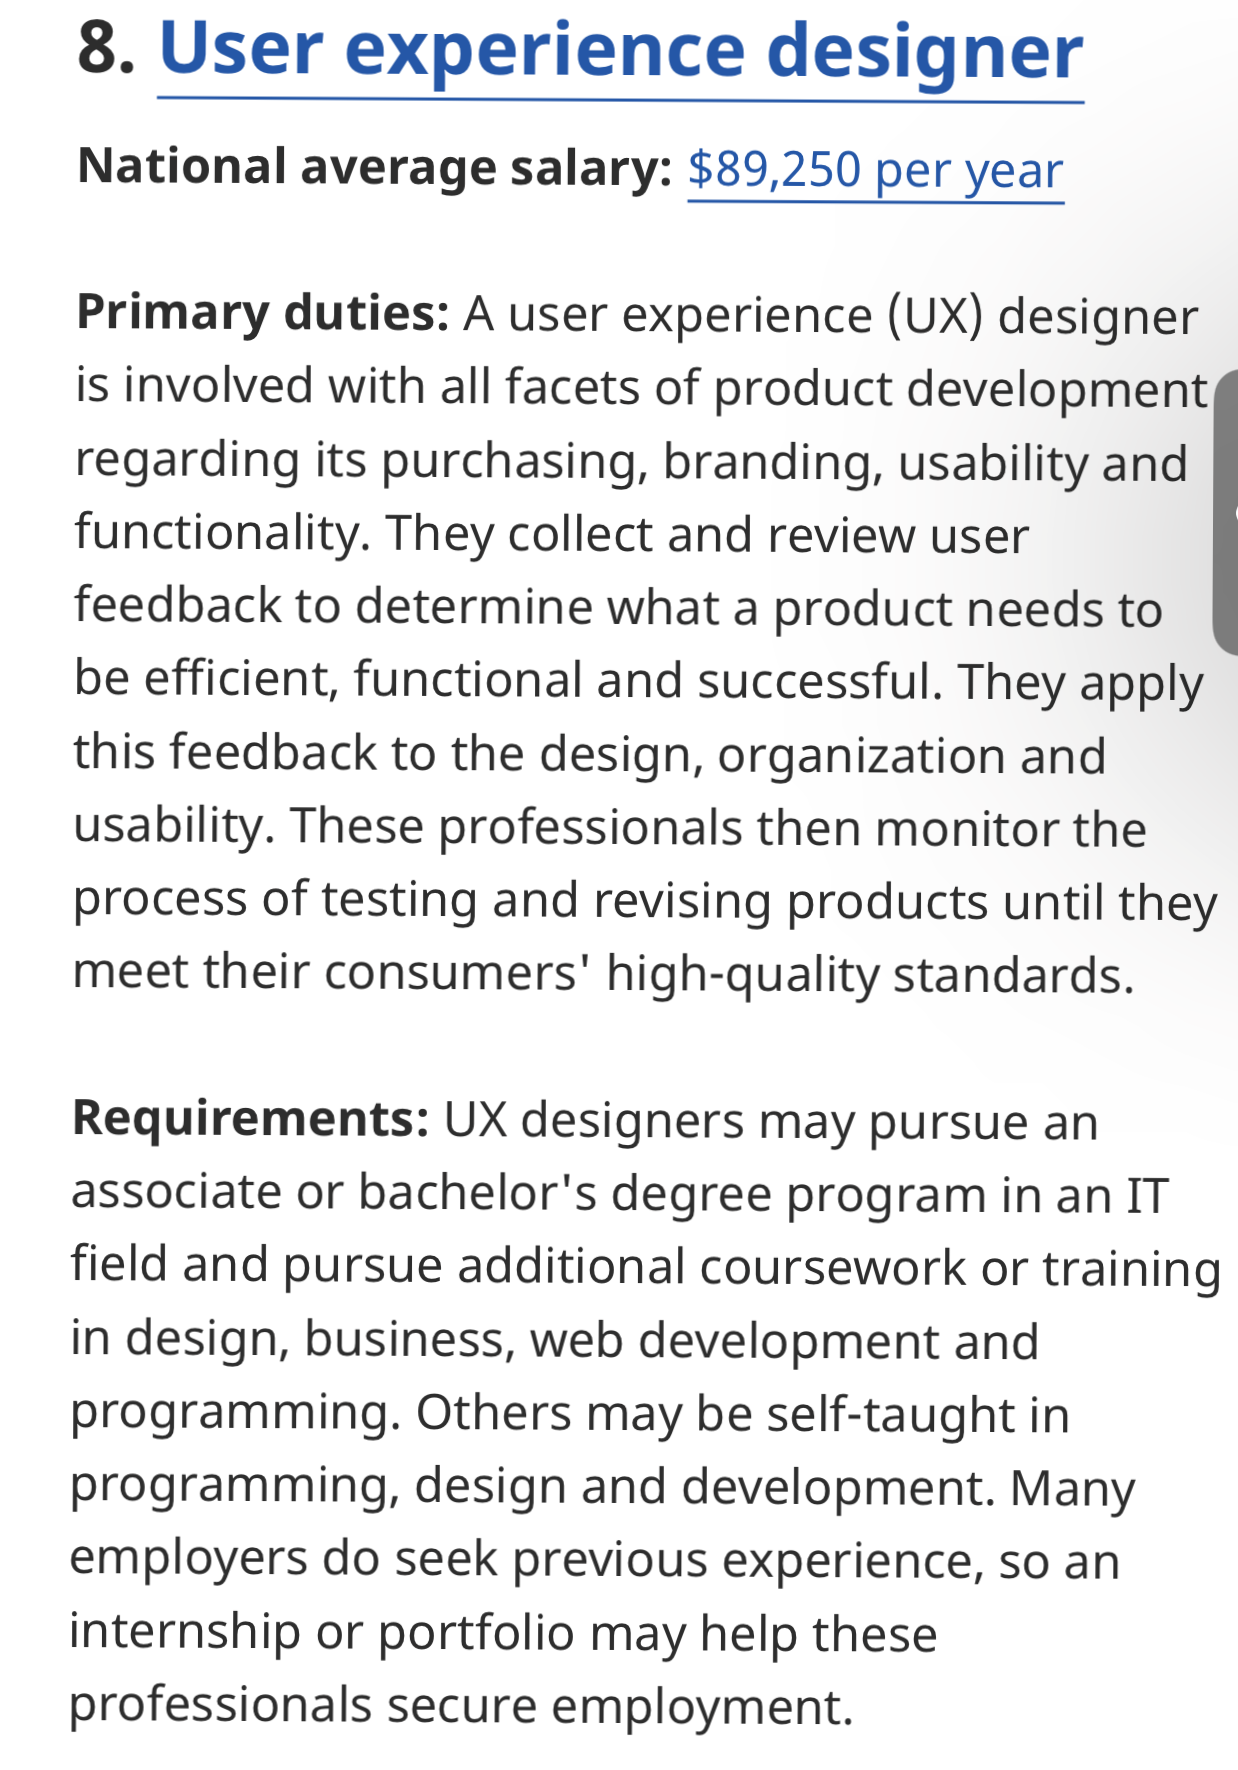 8. User experience designer
National average salary: $89,250 per year
Primary duties: A user experience (UX) designer
is involved with all facets of product development
regarding its purchasing, branding, usability and
functionality. They collect and review user
feedback to determine what a product needs to
be efficient, functional and successful. They apply
this feedback to the design, organization and
usability. These professionals then monitor the
process of testing and revising products until they
meet their consumers' high-quality standards.
Requirements: UX designers may pursue an
associate or bachelor's degree program in an IT
field and pursue additional coursework or training
in design, business, web development and
programming. Others may be self-taught in
programming, design and development. Many
employers do seek previous experience, so an
internship or portfolio may help these
professionals secure employment.